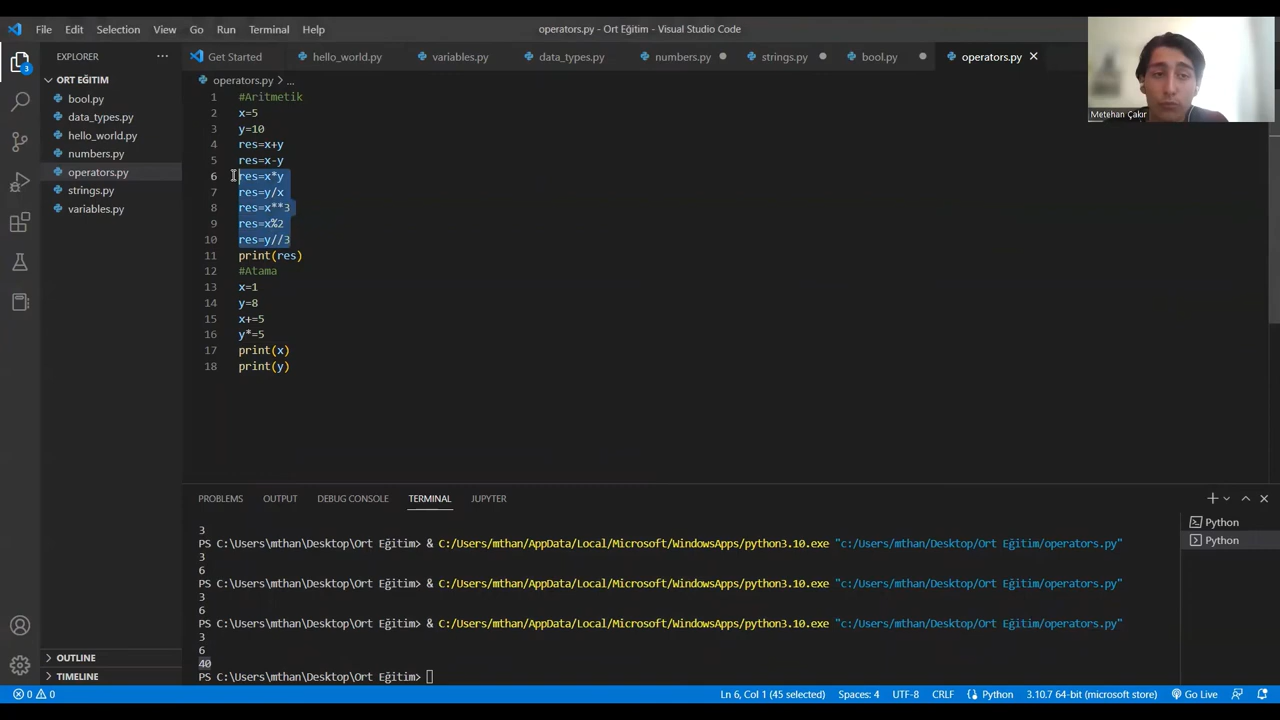 File Edit Selection View Go Run Terminal Help
operators.py - Ort Eğitim - Visual Studio Code
EXPLORER
Get Started hello_world.py variables.py data_types.py numbers.py strings.py bool.py operators.py
Metehan Çakır
ORT EĞİTIM
bool.py
data_types.py
hello_world.py
numbers.py
operators.py
strings.py
variables.py
operators.py > ...
1 #Aritmetik
2 x=5
3 y=10
4 res=x+y
5 res=x-y
6 res=x*y
7 res=y/x
8 res=x**3
9 res=x%2
10 res=y//3
11 print(res)
12 #Atama
13 x=1
14 y=8
15 x+=5
16 y*=5
17 print(x)
18 print(y)
PROBLEMS OUTPUT DEBUG CONSOLE TERMINAL JUPYTER
3
PS C:\Users\mthan\Desktop\Ort Eğitim> & C:/Users/mthan/AppData/Local/Microsoft/WindowsApps/python3.10.exe "c:/Users/mthan/Desktop/Ort Eğitim/operators.py"
3
6
PS C:\Users\mthan\Desktop\Ort Eğitim> & C:/Users/mthan/AppData/Local/Microsoft/WindowsApps/python3.10.exe "c:/Users/mthan/Desktop/Ort Eğitim/operators.py"
3
6
PS C:\Users\mthan\Desktop\Ort Eğitim> & C:/Users/mthan/AppData/Local/Microsoft/WindowsApps/python3.10.exe "c:/Users/mthan/Desktop/Ort Eğitim/operators.py"
3
6
40
PS C:\Users\mthan\Desktop\Ort Eğitim>
Python
Python
OUTLINE
TIMELINE
3
0 0
Ln 6, Col 1 (45 selected) Spaces: 4 UTF-8 CRLF Python 3.10.7 64-bit (microsoft store) Go Live